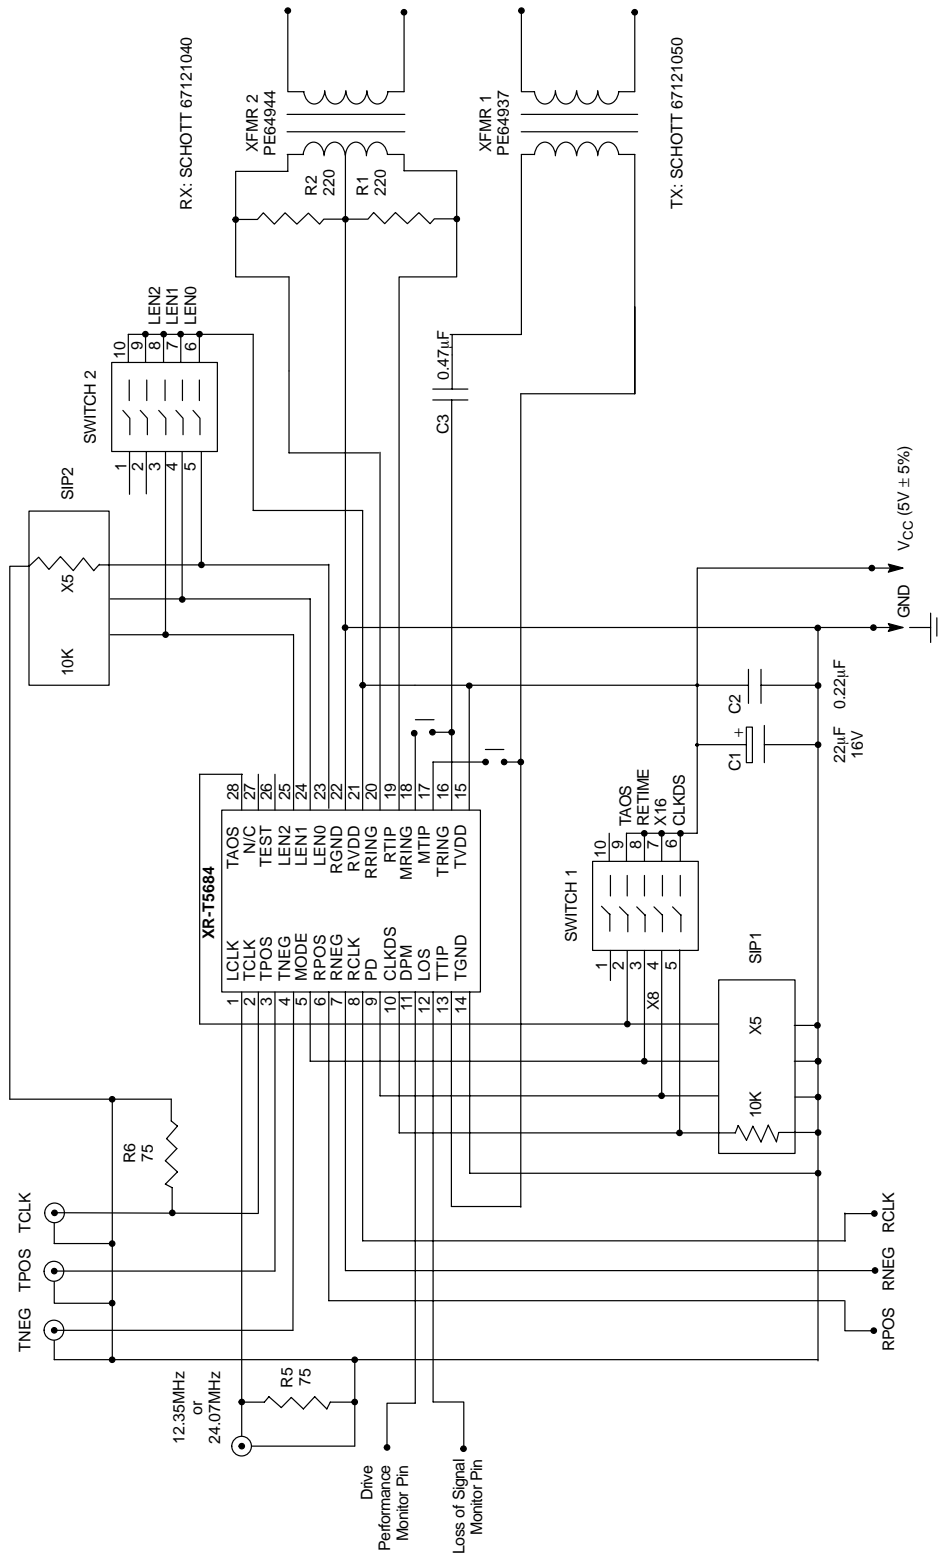 TNEG
TPOS
TCLK
12.35MHz
or
24.07MHz
R5
75
R6
75
Drive
Performance
Monitor Pin
Loss of Signal
Monitor Pin
RPOS
RNEG
RCLK
XR-T5684
1 LCLK
2 TCLK
3 TPOS
4 TNEG
5 MODE
6 RPOS
7 RNEG
8 RCLK
9 PD
10 CLKDS
11 DPM
12 LOS
13 TTIP
14 TGND
TAOS 28
N/C 27
TEST 26
LEN2 25
LEN1 24
LEN0 23
RGND 22
RVDD 21
RRING 20
RTIP 19
MRING 18
MTIP 17
TRING 16
TVDD 15
SIP2
10K
X5
SWITCH 2
1
2
3
4
5
10
9
8
7
6
LEN2
LEN1
LEN0
RX: SCHOTT 67121040
XFMR 2
PE64944
R2
220
R1
220
XFMR 1
PE64937
TX: SCHOTT 67121050
C3
0.47µF
SIP1
10K
X5
SWITCH 1
1
2
3
4
5
X8
10
9
8
7
6
TAOS
RETIME
X16
CLKDS
C1
+
22µF
16V
C2
0.22µF
GND
VCC (5V ± 5%)